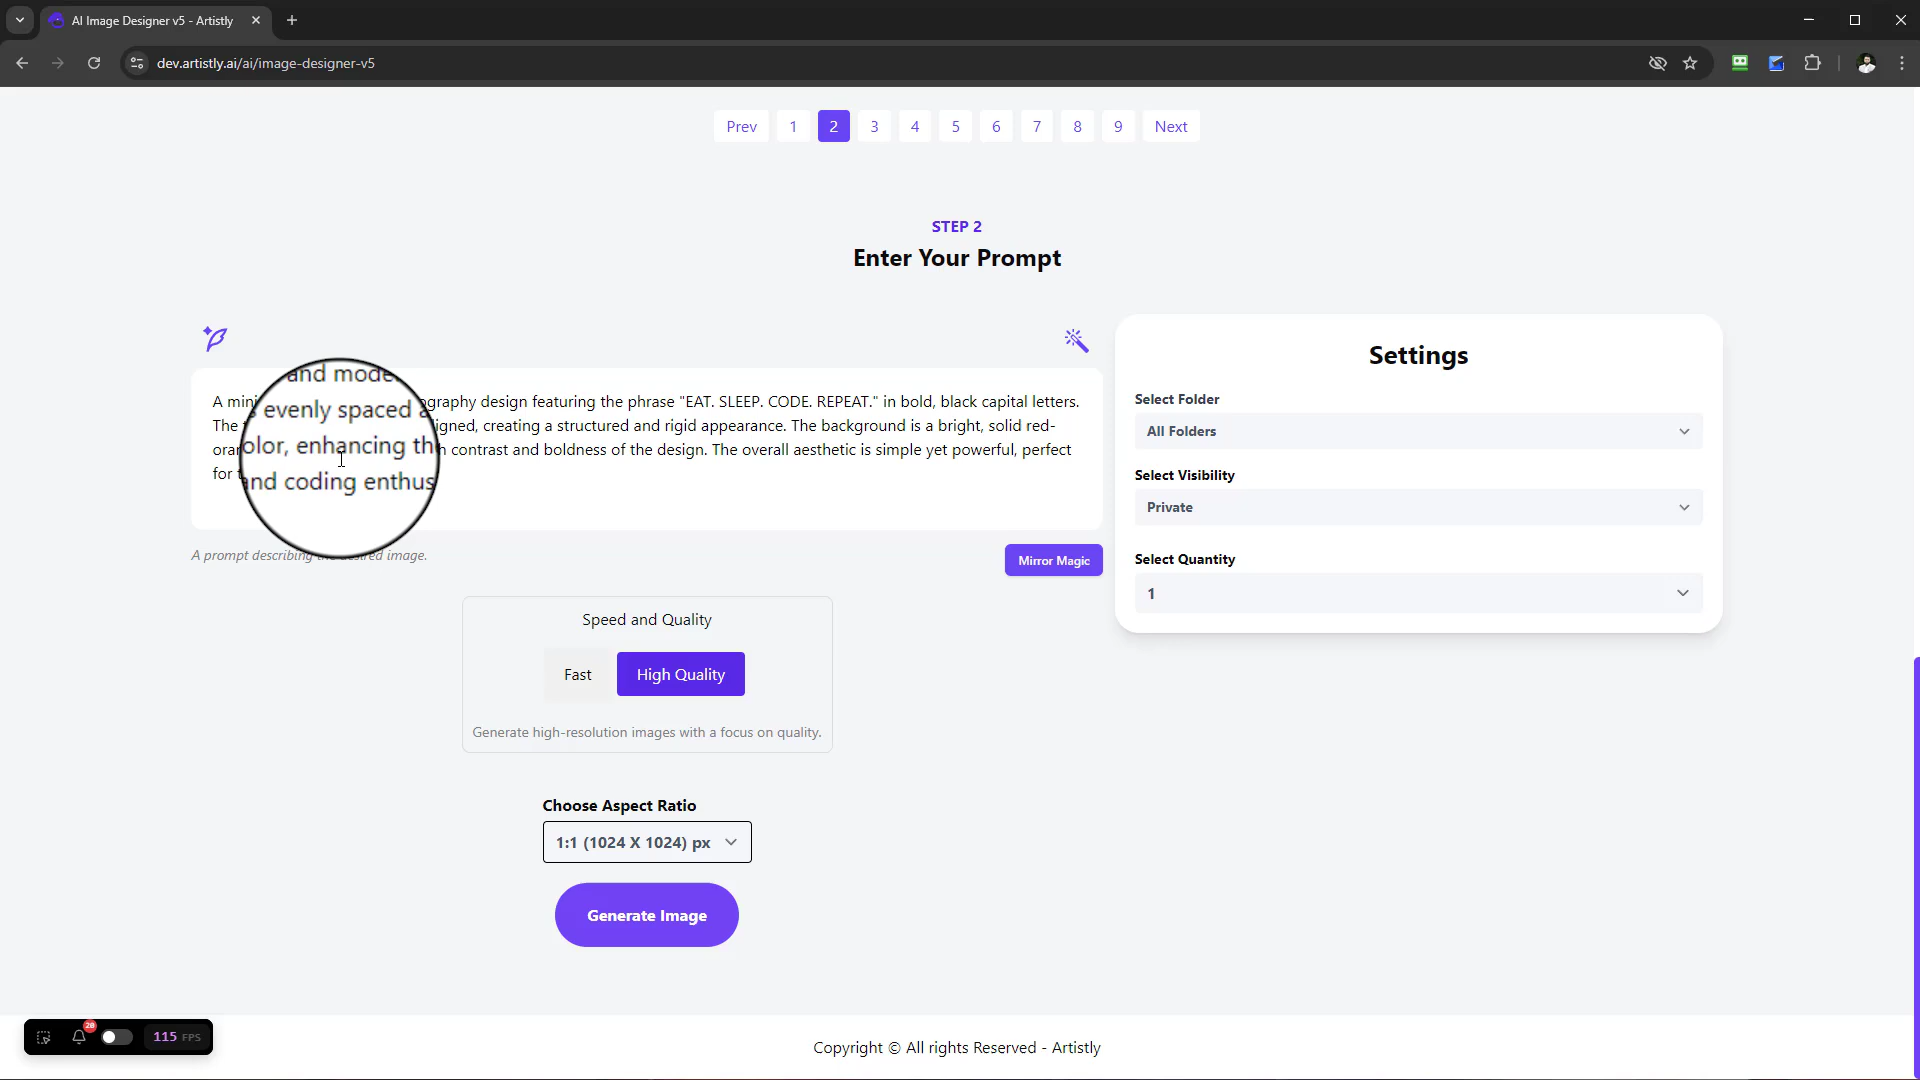 AI Image Designer v5 - Artistly
dev.artistly.ai/ai/image-designer-v5
Prev 1 2 3 4 5 6 7 8 9 Next
STEP 2
Enter Your Prompt
A mini ography design featuring the phrase "EAT. SLEEP. CODE. REPEAT." in bold, black capital letters.
The igned, creating a structured and rigid appearance. The background is a bright, solid red-
oran contrast and boldness of the design. The overall aesthetic is simple yet powerful, perfect
for
and mode
evenly spaced
olor, enhancing th
and coding enthus
A prompt describing the desired image.
Mirror Magic
Speed and Quality
Fast
High Quality
Generate high-resolution images with a focus on quality.
Choose Aspect Ratio
1:1 (1024 X 1024) px
Generate Image
Settings
Select Folder
All Folders
Select Visibility
Private
Select Quantity
1
20
115 FPS
Copyright © All rights Reserved - Artistly